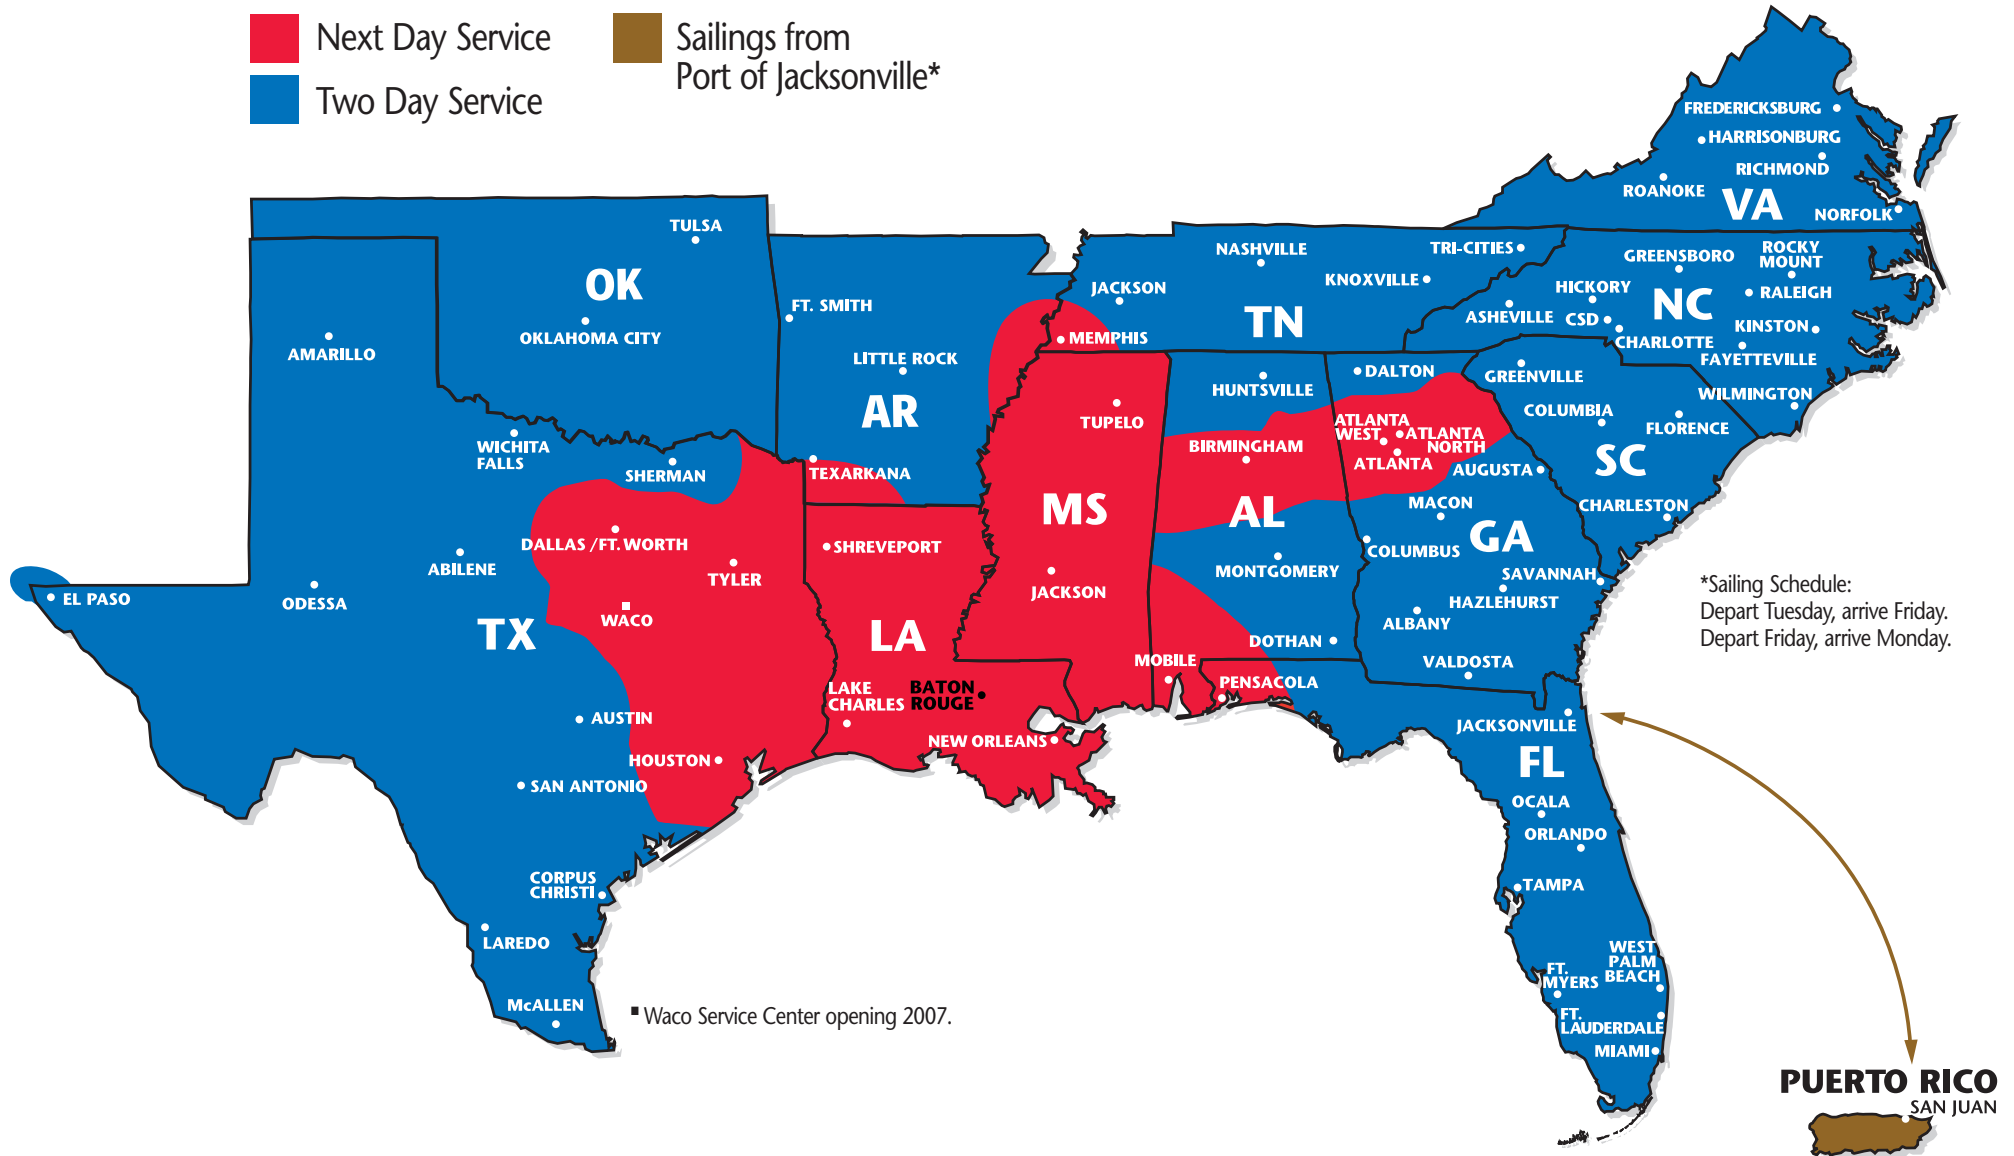 Next Day Service
Two Day Service
Sailings from
Port of Jacksonville*
FREDERICKSBURG
HARRISONBURG
RICHMOND
ROANOKE
VA
NORFOLK
TULSA
OK
OKLAHOMA CITY
AMARILLO
FT. SMITH
LITTLE ROCK
AR
TEXARKANA
NASHVILLE
TRI-CITIES
KNOXVILLE
JACKSON
TN
MEMPHIS
GREENSBORO
ROCKY
MOUNT
HICKORY
NC
RALEIGH
ASHEVILLE
CSD
KINSTON
CHARLOTTE
FAYETTEVILLE
WILMINGTON
GREENVILLE
COLUMBIA
FLORENCE
SC
CHARLESTON
DALTON
ATLANTA
WEST
ATLANTA
NORTH
ATLANTA
AUGUSTA
MACON
GA
COLUMBUS
SAVANNAH
HAZLEHURST
ALBANY
VALDOSTA
HUNTSVILLE
BIRMINGHAM
AL
MONTGOMERY
DOTHAN
MOBILE
TUPELO
MS
JACKSON
WICHITA
FALLS
SHERMAN
DALLAS /FT. WORTH
ABILENE
TYLER
EL PASO
ODESSA
WACO
TX
AUSTIN
HOUSTON
SAN ANTONIO
CORPUS
CHRISTI
LAREDO
McALLEN
SHREVEPORT
LA
LAKE
CHARLES
BATON
ROUGE
NEW ORLEANS
PENSACOLA
JACKSONVILLE
FL
OCALA
ORLANDO
TAMPA
WEST
PALM
BEACH
FT.
MYERS
FT.
LAUDERDALE
MIAMI
*Sailing Schedule:
Depart Tuesday, arrive Friday.
Depart Friday, arrive Monday.
▪ Waco Service Center opening 2007.
PUERTO RICO
SAN JUAN